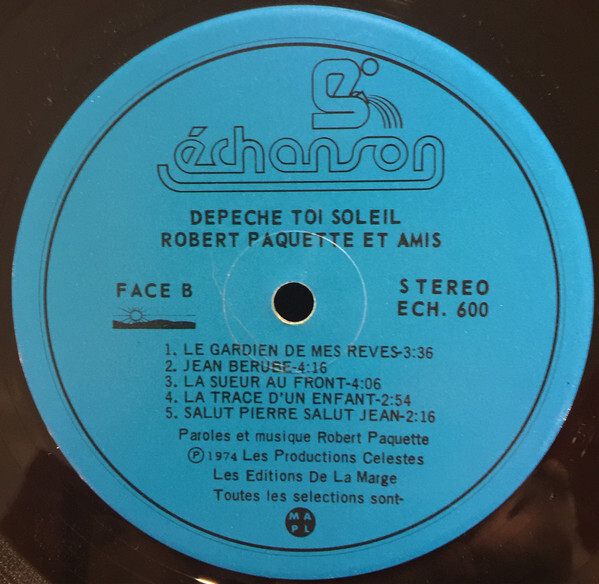 échanson
DEPECHE TOI SOLEIL
ROBERT PAQUETTE ET AMIS
FACE B
STEREO
ECH. 600
1. LE GARDIEN DE MES REVES-3:36
2. JEAN BERUBE-4:16
3. LA SUEUR AU FRONT-4:06
4. LA TRACE D'UN ENFANT-2:54
5. SALUT PIERRE SALUT JEAN-2:16
Paroles et musique Robert Paquette
Ⓟ 1974 Les Productions Celestes
Les Editions De La Marge
Toutes les selections sont-
M A
P L